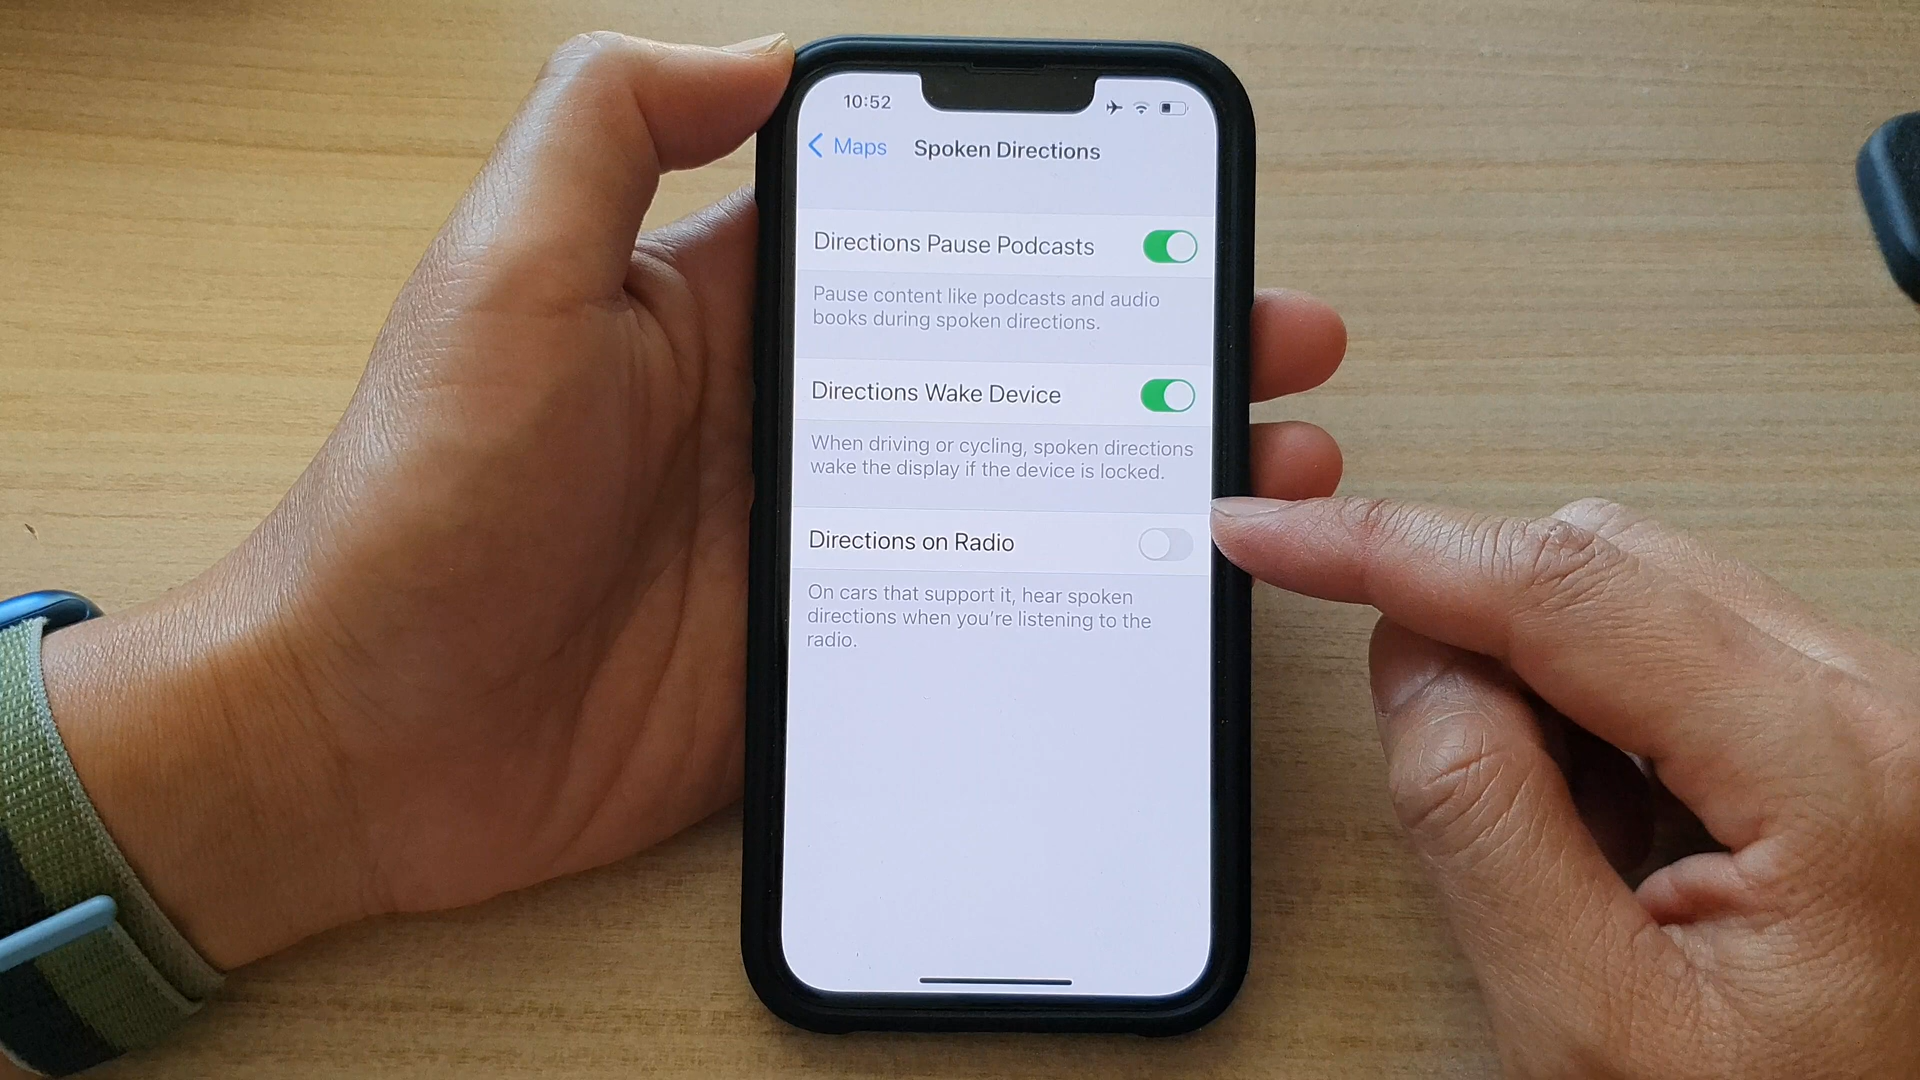 10:52
Maps
Spoken Directions
Directions Pause Podcasts
Pause content like podcasts and audio
books during spoken directions.
Directions Wake Device
When driving or cycling, spoken directions
wake the display if the device is locked.
Directions on Radio
On cars that support it, hear spoken
directions when you're listening to the
radio.